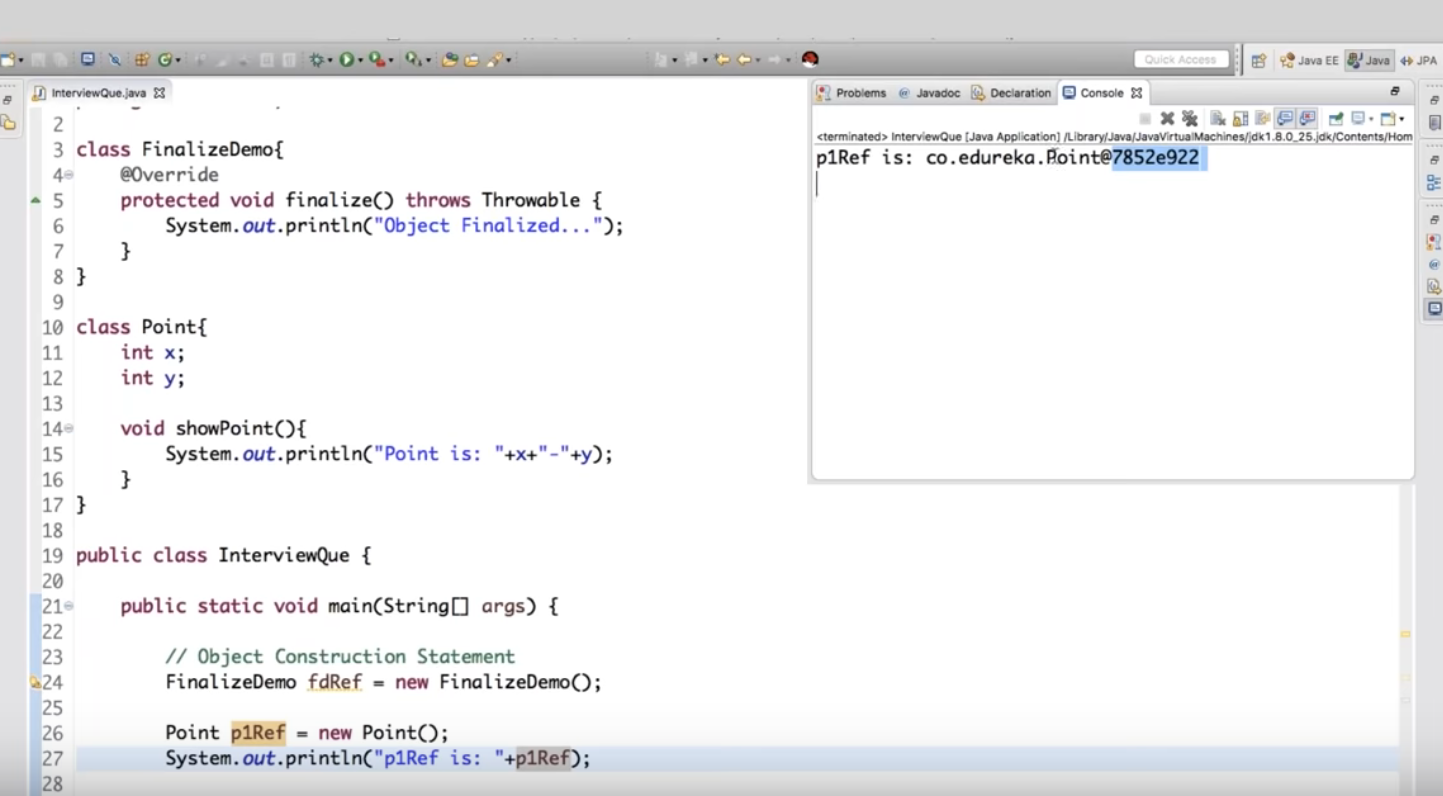 Quick Access
Java EE
Java
JPA
InterviewQue.java
2
3 class FinalizeDemo{
4 @Override
5 protected void finalize() throws Throwable {
6 System.out.println("Object Finalized...");
7 }
8 }
9
10 class Point{
11 int x;
12 int y;
13
14 void showPoint(){
15 System.out.println("Point is: "+x+"-"+y);
16 }
17 }
18
19 public class InterviewQue {
20
21 public static void main(String[] args) {
22
23 // Object Construction Statement
24 FinalizeDemo fdRef = new FinalizeDemo();
25
26 Point p1Ref = new Point();
27 System.out.println("p1Ref is: "+p1Ref);
28
Problems @ Javadoc Declaration Console
<terminated> InterviewQue [Java Application] /Library/Java/JavaVirtualMachines/jdk1.8.0_25.jdk/Contents/Hom
p1Ref is: co.edureka.Point@7852e922